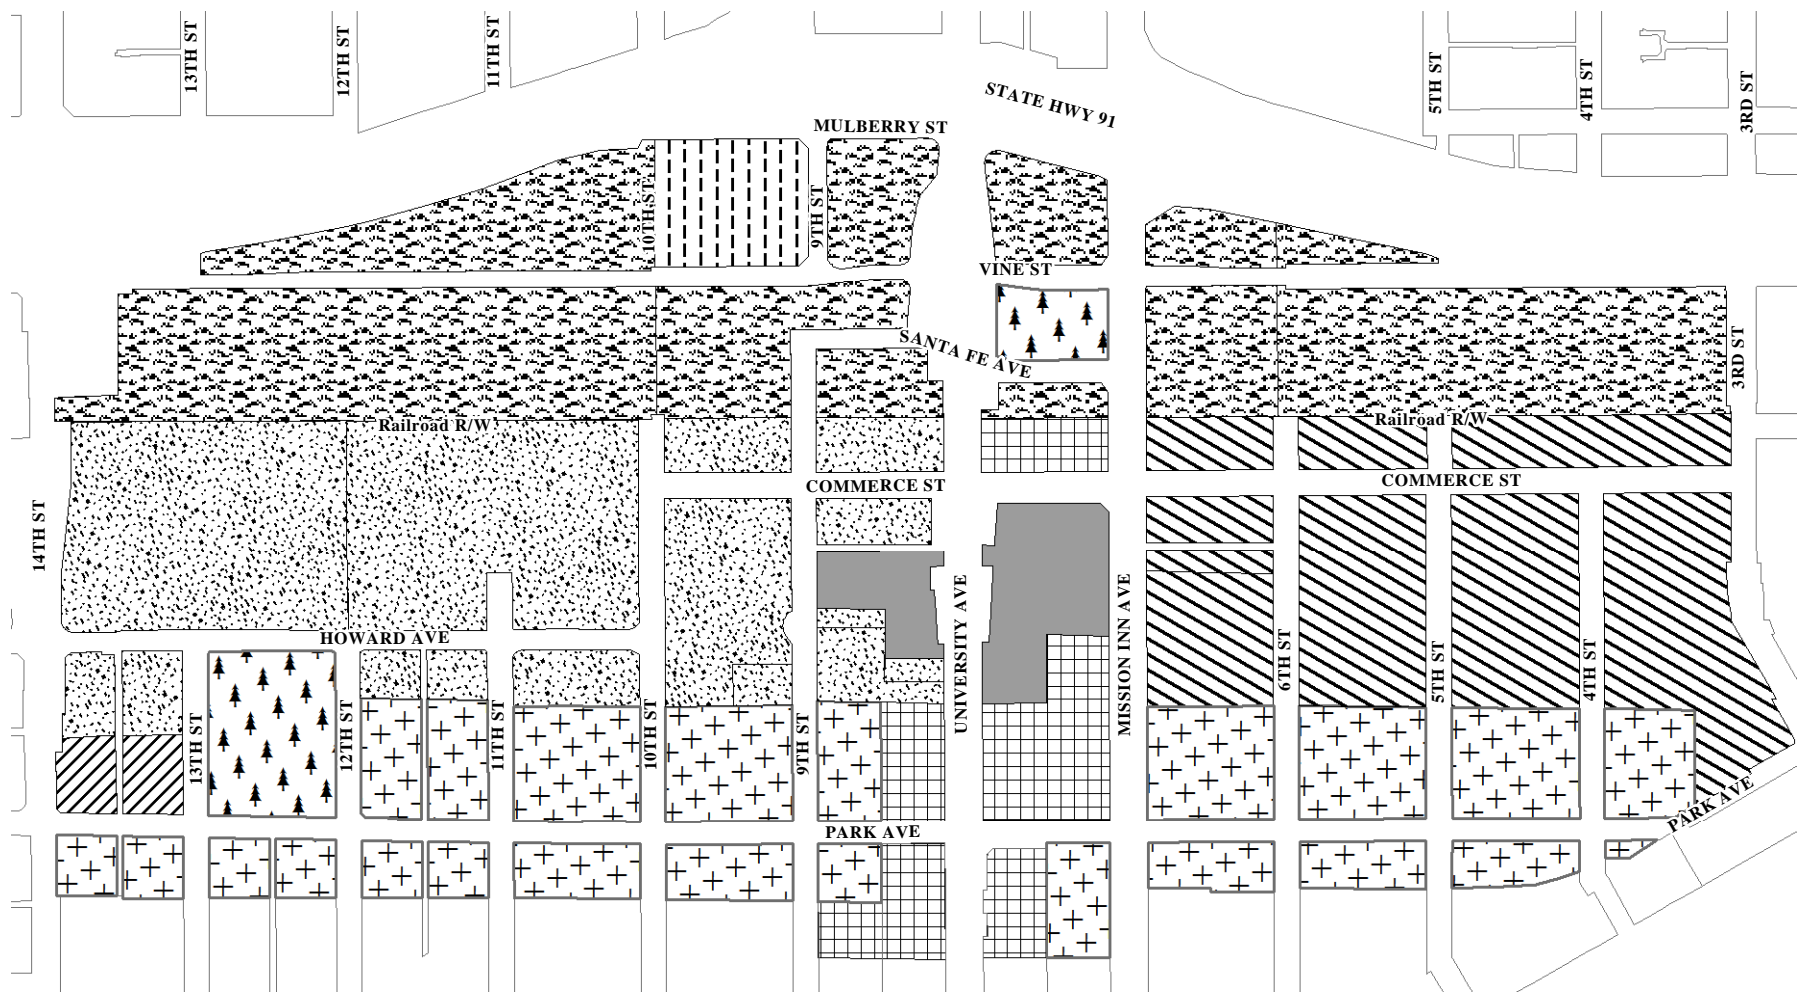 13TH ST
12TH ST
11TH ST
5TH ST
4TH ST
3RD ST
STATE HWY 91
MULBERRY ST
10TH ST
9TH ST
VINE ST
SANTA FE AVE
3RD ST
Railroad R/W
Railroad R/W
COMMERCE ST
COMMERCE ST
14TH ST
HOWARD AVE
UNIVERSITY AVE
MISSION INN AVE
6TH ST
5TH ST
4TH ST
13TH ST
12TH ST
11TH ST
10TH ST
9TH ST
PARK AVE
PARK AVE